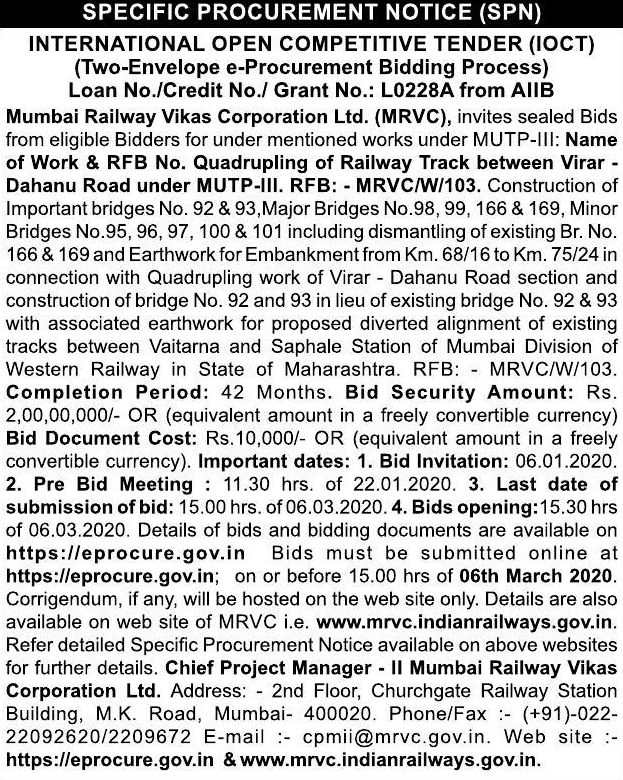 SPECIFIC PROCUREMENT NOTICE (SPN)
INTERNATIONAL OPEN COMPETITIVE TENDER (IOCT)
(Two-Envelope e-Procurement Bidding Process)
Loan No./Credit No./ Grant No.: L0228A from AIIB
Mumbai Railway Vikas Corporation Ltd. (MRVC), invites sealed Bids
from eligible Bidders for under mentioned works under MUTP-III: Name
of Work & RFB No. Quadrupling of Railway Track between Virar -
Dahanu Road under MUTP-III. RFB: - MRVC/W/103. Construction of
Important bridges No. 92 & 93,Major Bridges No.98, 99, 166 & 169, Minor
Bridges No.95, 96, 97, 100 & 101 including dismantling of existing Br. No.
166 & 169 and Earthwork for Embankment from Km. 68/16 to Km. 75/24 in
connection with Quadrupling work of Virar - Dahanu Road section and
construction of bridge No. 92 and 93 in lieu of existing bridge No. 92 & 93
with associated earthwork for proposed diverted alignment of existing
tracks between Vaitarna and Saphale Station of Mumbai Division of
Western Railway in State of Maharashtra. RFB: - MRVC/W/103.
Completion Period: 42 Months. Bid Security Amount: Rs.
2,00,00,000/- OR (equivalent amount in a freely convertible currency)
Bid Document Cost: Rs.10,000/- OR (equivalent amount in a freely
convertible currency). Important dates: 1. Bid Invitation: 06.01.2020.
2. Pre Bid Meeting : 11.30 hrs. of 22.01.2020. 3. Last date of
submission of bid: 15.00 hrs. of 06.03.2020. 4. Bids opening:15.30 hrs
of 06.03.2020. Details of bids and bidding documents are available on
https://eprocure.gov.in Bids must be submitted online at
https://eprocure.gov.in; on or before 15.00 hrs of 06th March 2020.
Corrigendum, if any, will be hosted on the web site only. Details are also
available on web site of MRVC i.e. www.mrvc.indianrailways.gov.in.
Refer detailed Specific Procurement Notice available on above websites
for further details. Chief Project Manager - II Mumbai Railway Vikas
Corporation Ltd. Address: - 2nd Floor, Churchgate Railway Station
Building, M.K. Road, Mumbai- 400020. Phone/Fax :- (+91)-022-
22092620/2209672 E-mail :- cpmii@mrvc.gov.in. Web site :-
https://eprocure.gov.in & www.mrvc.indianrailways.gov.in.